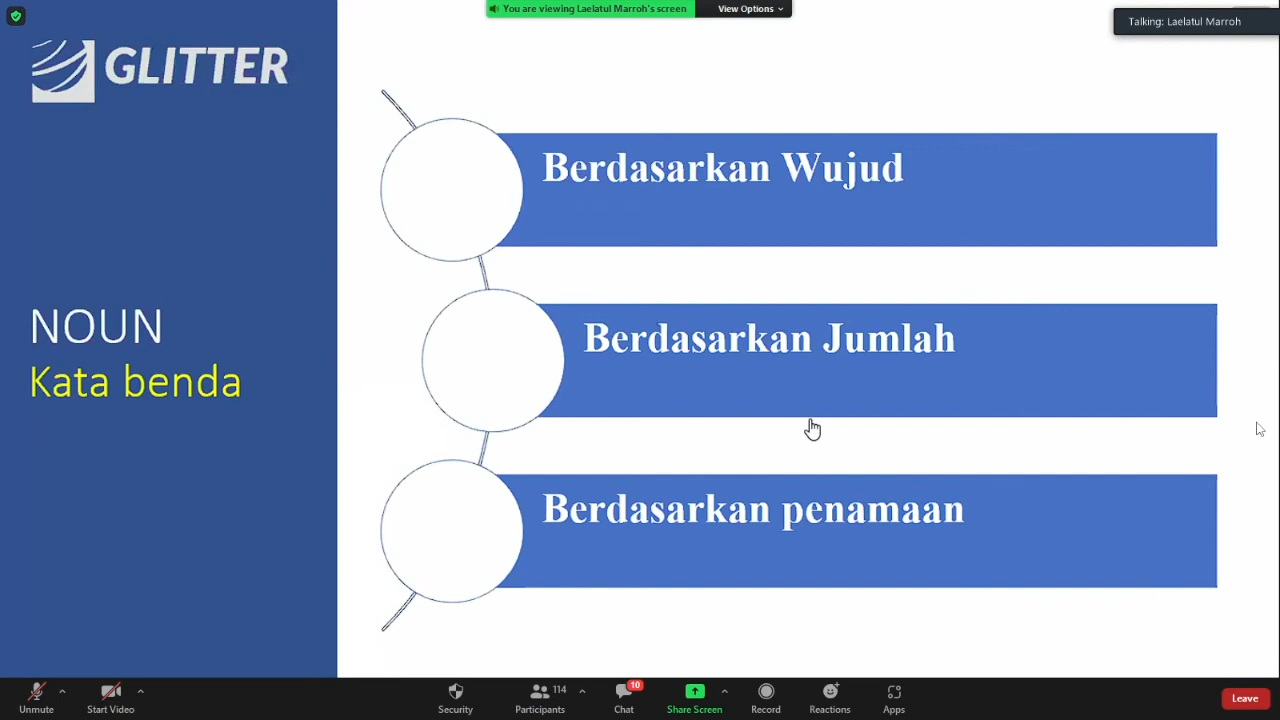 You are viewing Laelatul Marroh's screen
View Options
Talking: Laelatul Marroh
GLITTER
NOUN
Kata benda
Berdasarkan Wujud
Berdasarkan Jumlah
Berdasarkan penamaan
Unmute
Start Video
Security
Participants
114
Chat
10
Share Screen
Record
Reactions
Apps
Leave